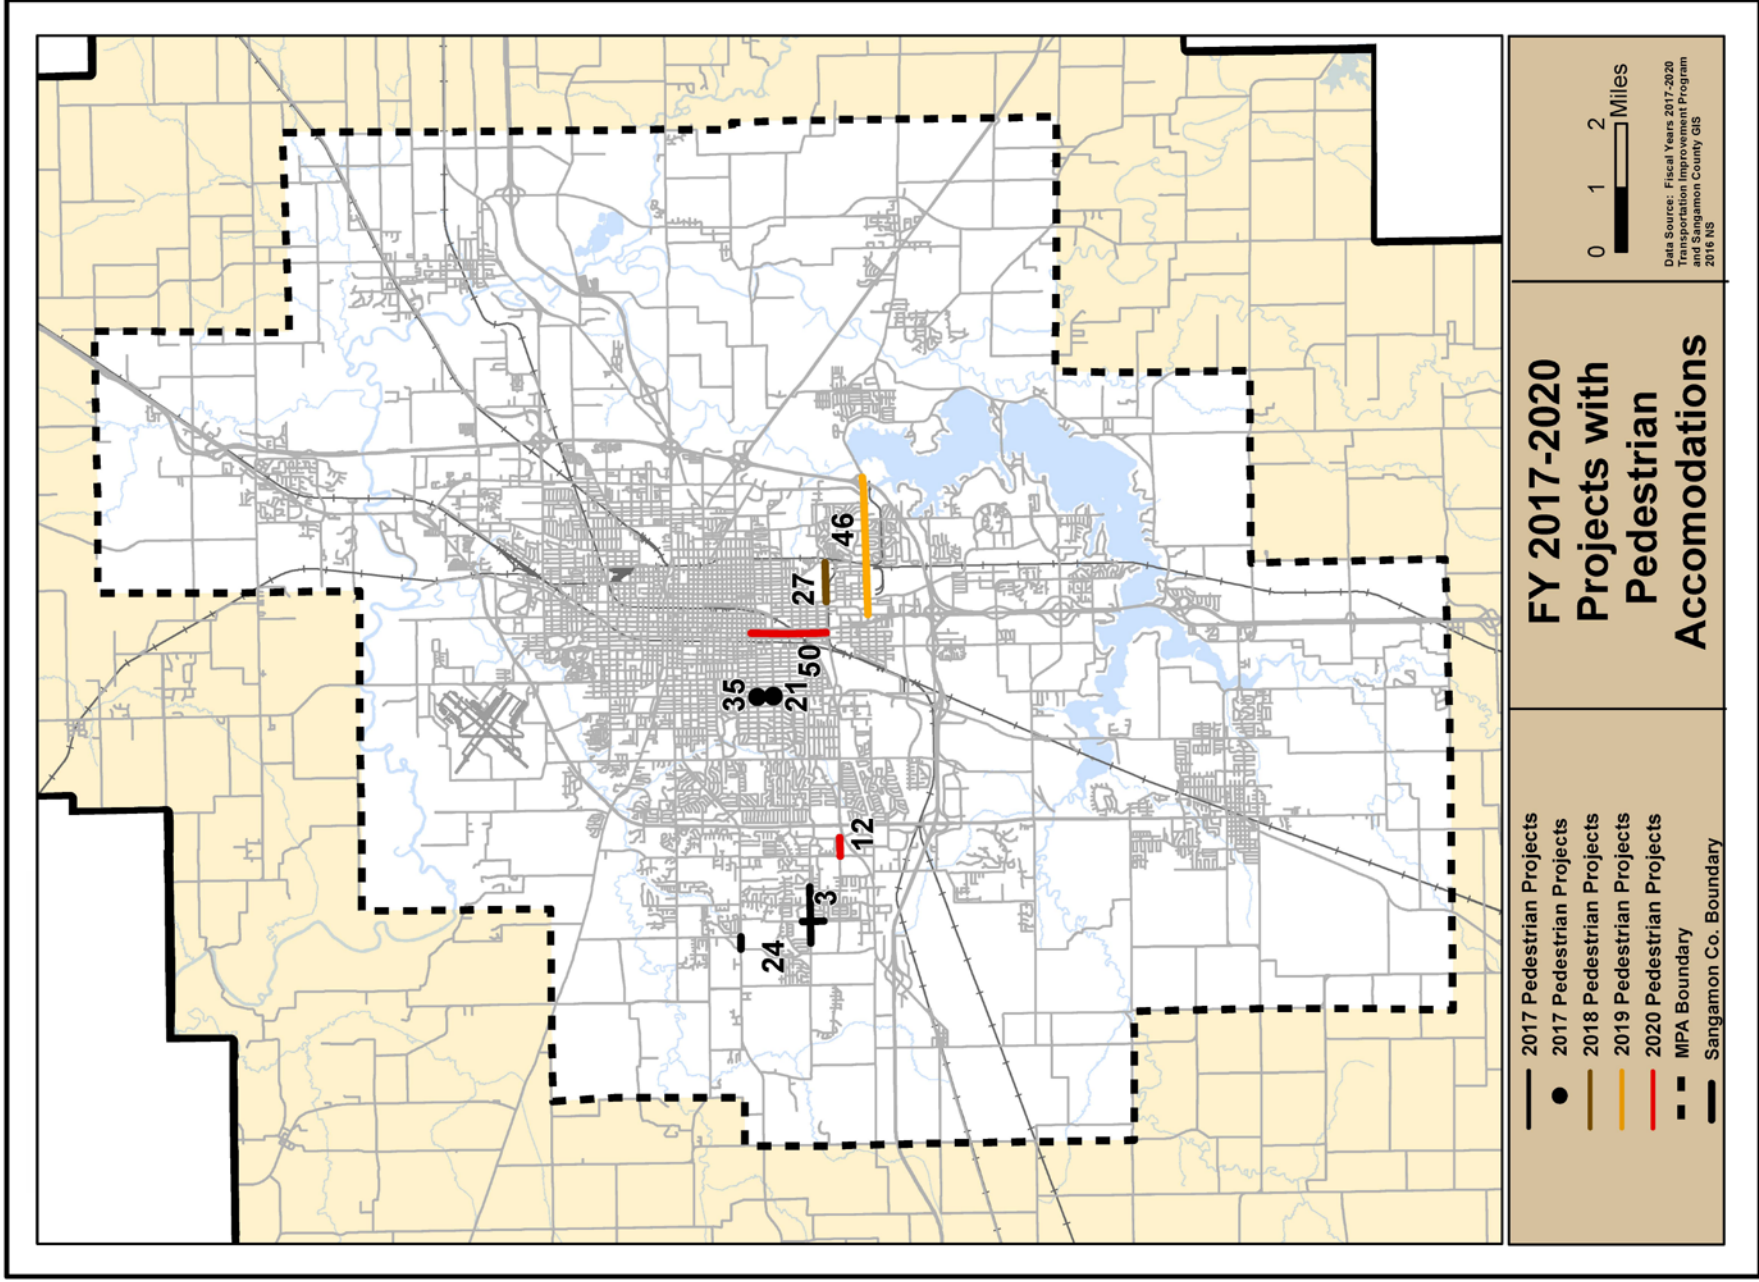 35
21
50
27
46
12
3
24
2017 Pedestrian Projects
2017 Pedestrian Projects
2018 Pedestrian Projects
2019 Pedestrian Projects
2020 Pedestrian Projects
MPA Boundary
Sangamon Co. Boundary
FY 2017-2020
Projects with
Pedestrian
Accomodations
0 1 2
Miles
Data Source: Fiscal Years 2017-2020
Transportation Improvement Program
and Sangamon County GIS
2016 NS